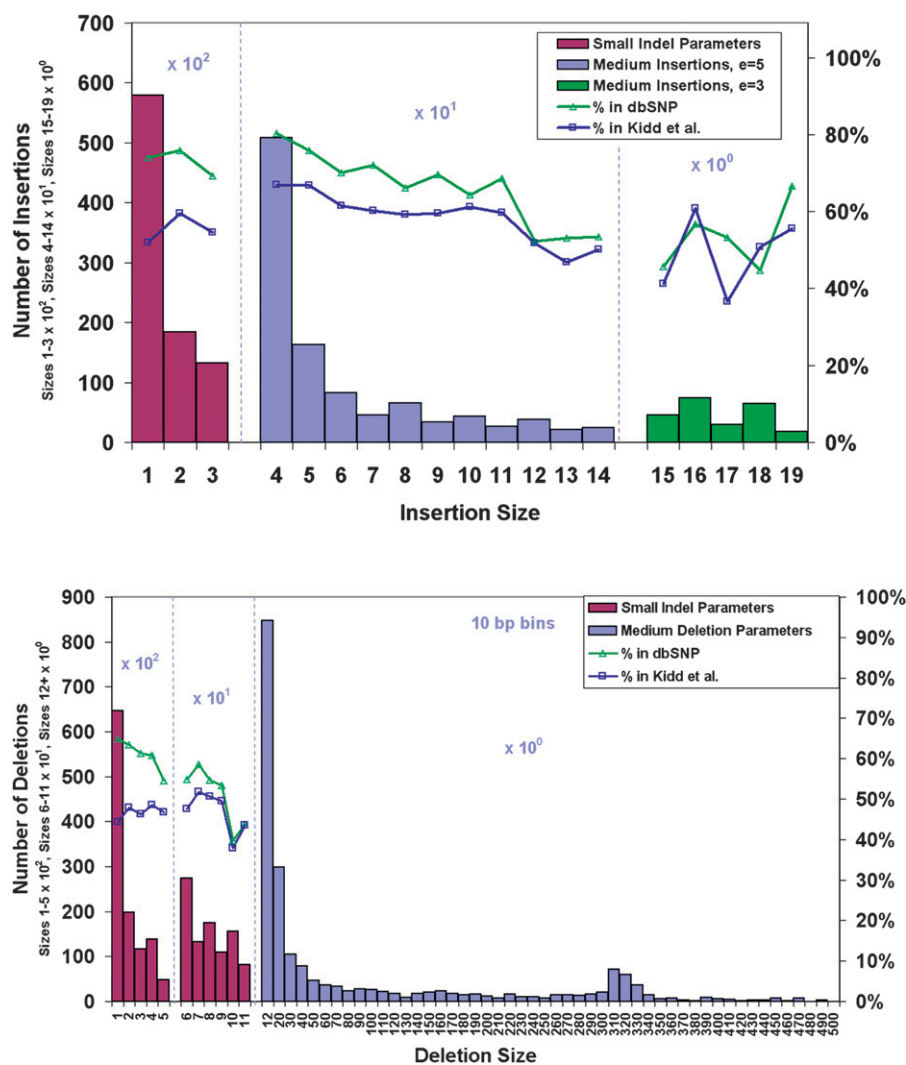 700
600
500
400
300
200
100
0
Number of Insertions
Sizes 1-3 x 10², Sizes 4-14 x 10¹, Sizes 15-19 x 10⁰
x 10²
x 10¹
x 10⁰
Small Indel Parameters
Medium Insertions, e=5
Medium Insertions, e=3
% in dbSNP
% in Kidd et al.
100%
80%
60%
40%
20%
0%
1 2 3 4 5 6 7 8 9 10 11 12 13 14 15 16 17 18 19
Insertion Size
900
800
700
600
500
400
300
200
100
0
Number of Deletions
Sizes 1-5 x 10², Sizes 6-11 x 10¹, Sizes 12+ x 10⁰
x 10²
x 10¹
10 bp bins
x 10⁰
Small Indel Parameters
Medium Deletion Parameters
% in dbSNP
% in Kidd et al.
100%
90%
80%
70%
60%
50%
40%
30%
20%
10%
0%
1 2 3 4 5 6 7 8 9 10 11 12 20 30 40 50 60 70 80 90 100 110 120 130 140 150 160 170 180 190 200 210 220 230 240 250 260 270 280 290 300 310 320 330 340 350 360 370 380 390 400 410 420 430 440 450 460 470 480 490 500
Deletion Size